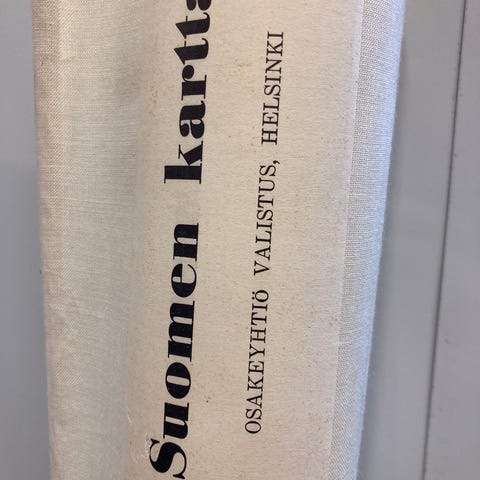 Suomen kartta
OSAKEYHTIÖ VALISTUS, HELSINKI